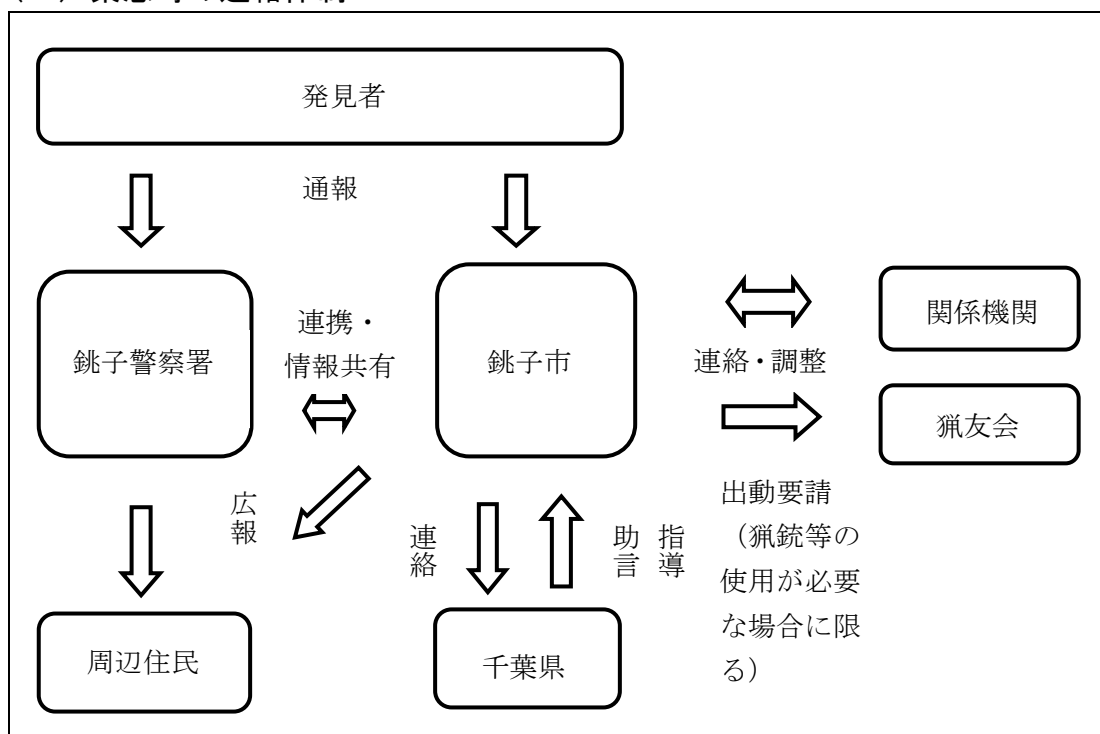 発見者
通報
銚子警察署
連携・
情報共有
銚子市
連絡・調整
関係機関
猟友会
広報
連絡
助言
指導
出動要請
（猟銃等の
使用が必要
な場合に限
る）
周辺住民
千葉県